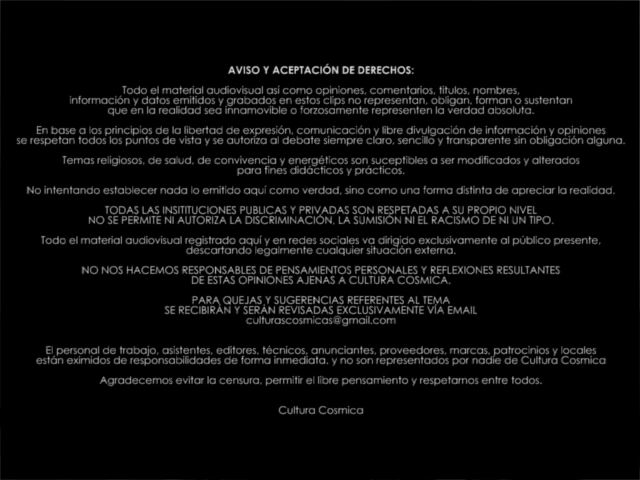 AVISO Y ACEPTACIÓN DE DERECHOS:
Todo el material audiovisual así como opiniones, comentarios, títulos, nombres,
información y datos emitidos y grabados en estos clips no representan, obligan, forman o sustentan
que en la realidad sea innamovible o forzosamente representen la verdad absoluta.
En base a los principios de la libertad de expresión, comunicación y libre divulgación de información y opiniones
se respetan todos los puntos de vista y se autoriza al debate siempre claro, sencillo y transparente sin obligación alguna.
Temas religiosos, de salud, de convivencia y energéticos son suceptibles a ser modificados y alterados
para fines didácticos y prácticos.
No intentando establecer nada lo emitido aquí como verdad, sino como una forma distinta de apreciar la realidad.
TODAS LAS INSITITUCIONES PUBLICAS Y PRIVADAS SON RESPETADAS A SU PROPIO NIVEL
NO SE PERMITE NI AUTORIZA LA DISCRIMINACIÓN, LA SUMISIÓN NI EL RACISMO DE NI UN TIPO.
Todo el material audiovisual registrado aquí y en redes sociales va dirigido exclusivamente al público presente,
descartando legalmente cualquier situación externa.
NO NOS HACEMOS RESPONSABLES DE PENSAMIENTOS PERSONALES Y REFLEXIONES RESULTANTES
DE ESTAS OPINIONES AJENAS A CULTURA COSMICA.
PARA QUEJAS Y SUGERENCIAS REFERENTES AL TEMA
SE RECIBIRÁN Y SERÁN REVISADAS EXCLUSIVAMENTE VÍA EMAIL
culturascosmicas@gmail.com
El personal de trabajo, asistentes, editores, técnicos, anunciantes, proveedores, marcas, patrocinios y locales
están eximidos de responsabilidades de forma inmediata. y no son representados por nadie de Cultura Cosmica
Agradecemos evitar la censura, permitir el libre pensamiento y respetarnos entre todos.
Cultura Cosmica